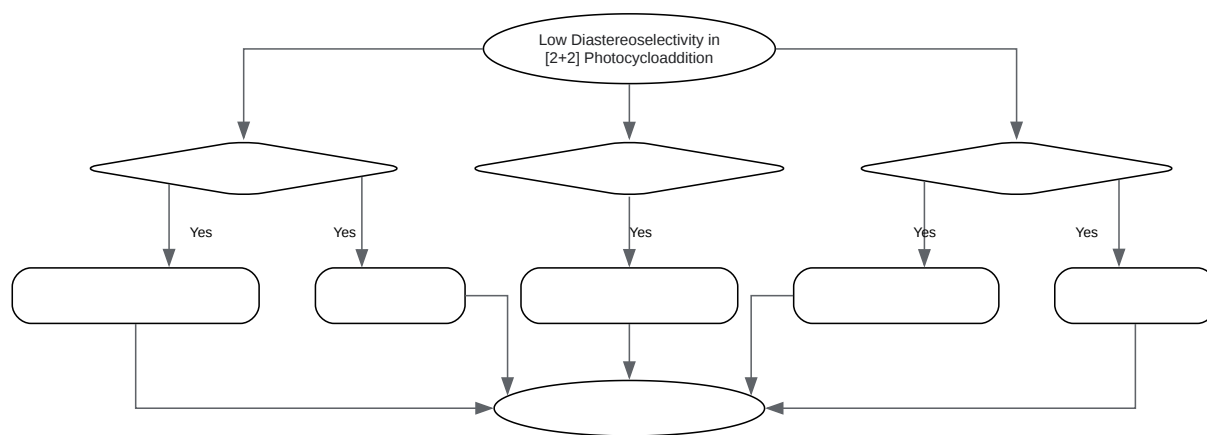 Low Diastereoselectivity in
[2+2] Photocycloaddition
Yes
Yes
Yes
Yes
Yes